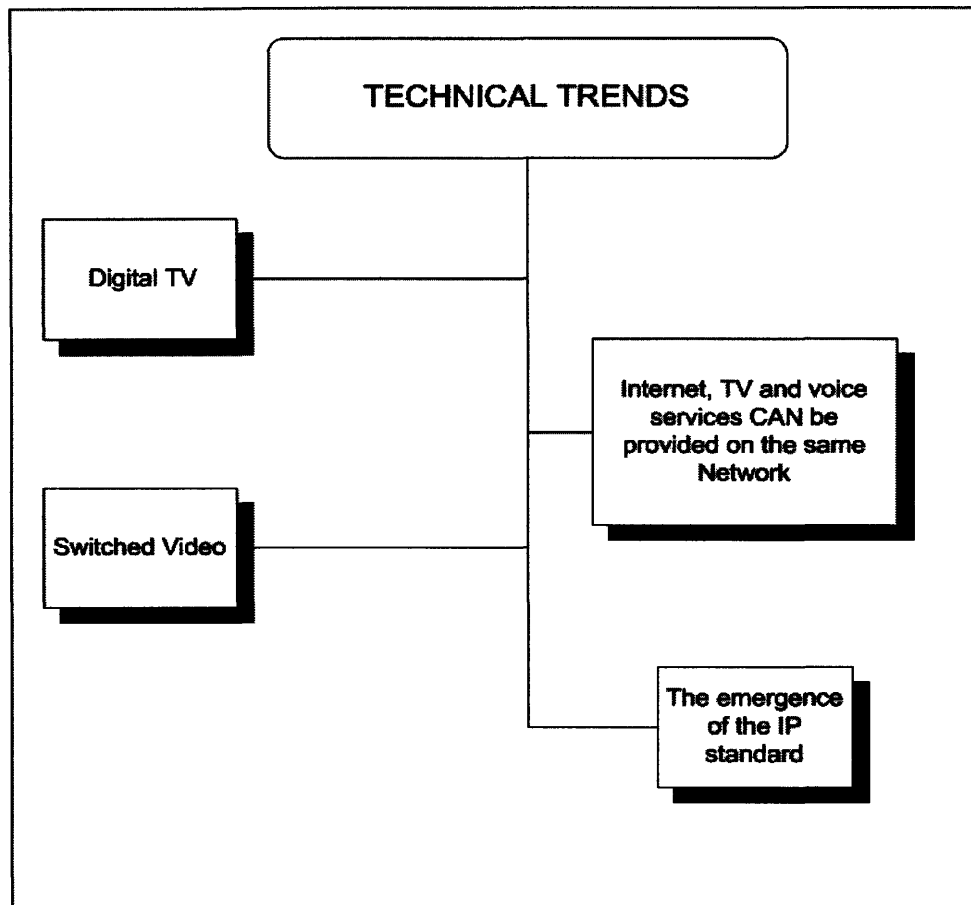 TECHNICAL TRENDS
Digital TV
Internet, TV and voice
services CAN be
provided on the same
Network
Switched Video
The emergence
of the IP
standard